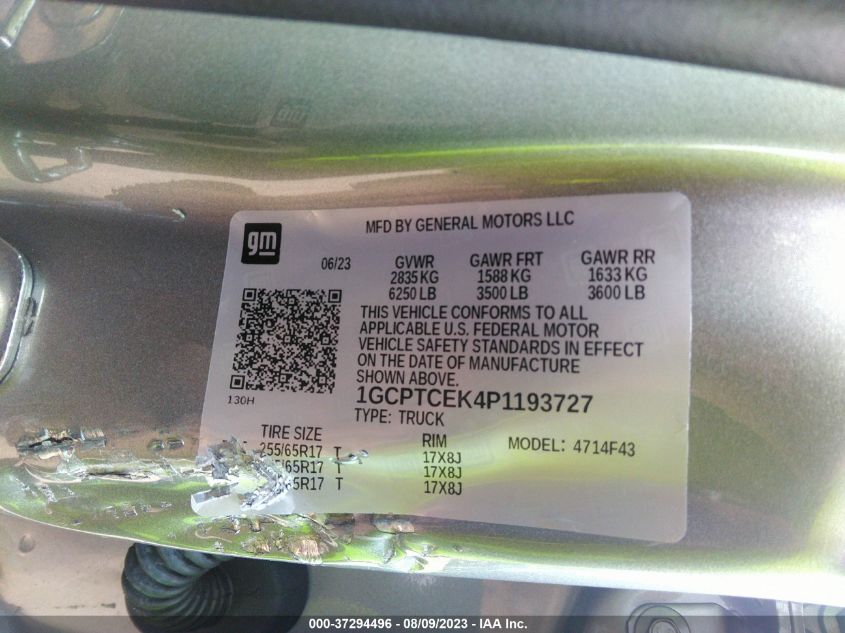 gm
MFD BY GENERAL MOTORS LLC
06/23 GVWR GAWR FRT GAWR RR
2835 KG 1588 KG 1633 KG
6250 LB 3500 LB 3600 LB
THIS VEHICLE CONFORMS TO ALL
APPLICABLE U.S. FEDERAL MOTOR
VEHICLE SAFETY STANDARDS IN EFFECT
ON THE DATE OF MANUFACTURE
SHOWN ABOVE.
130H
1GCPTCEK4P1193727
TYPE: TRUCK
TIRE SIZE RIM MODEL: 4714F43
255/65R17 T 17X8J
/65R17 T 17X8J
5R17 T 17X8J
000-37294496 - 08/09/2023 - IAA Inc.